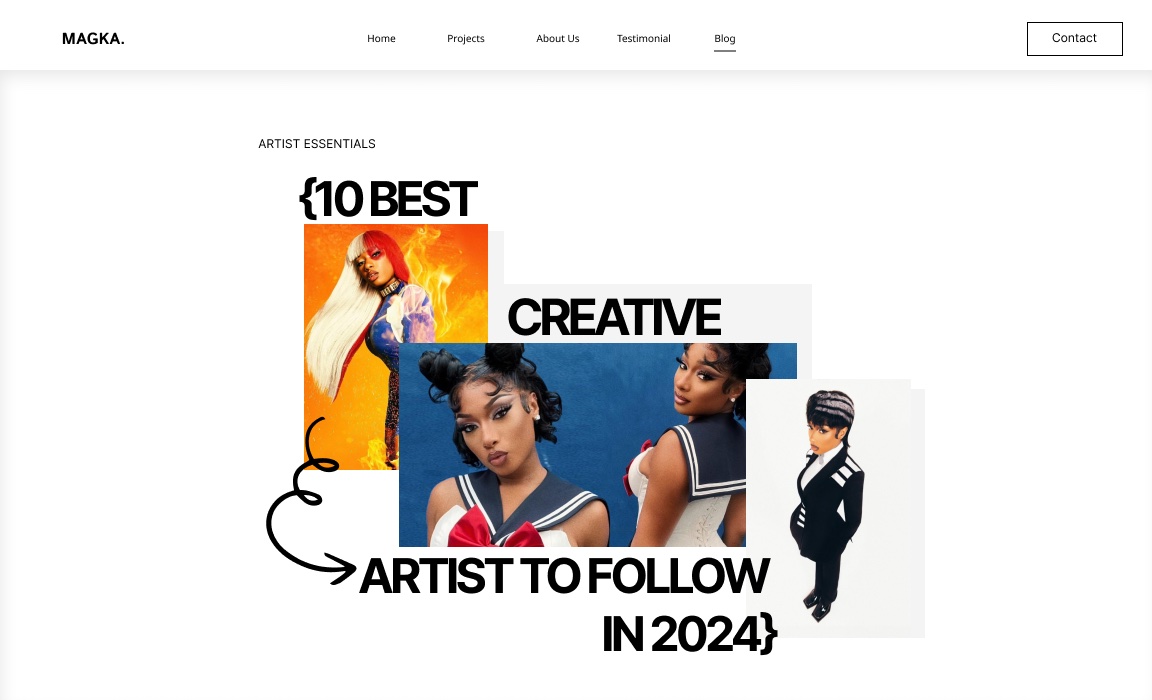 MAGKA.
Home
Projects
About Us
Testimonial
Blog
Contact
ARTIST ESSENTIALS
{10 BEST
CREATIVE
ARTIST TO FOLLOW
IN 2024}